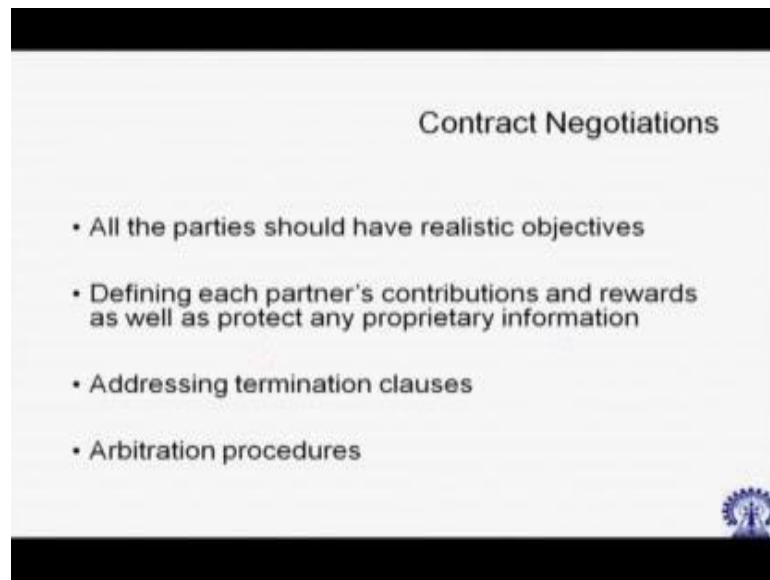 Contract Negotiations
• All the parties should have realistic objectives
• Defining each partner's contributions and rewards
as well as protect any proprietary information
• Addressing termination clauses
• Arbitration procedures